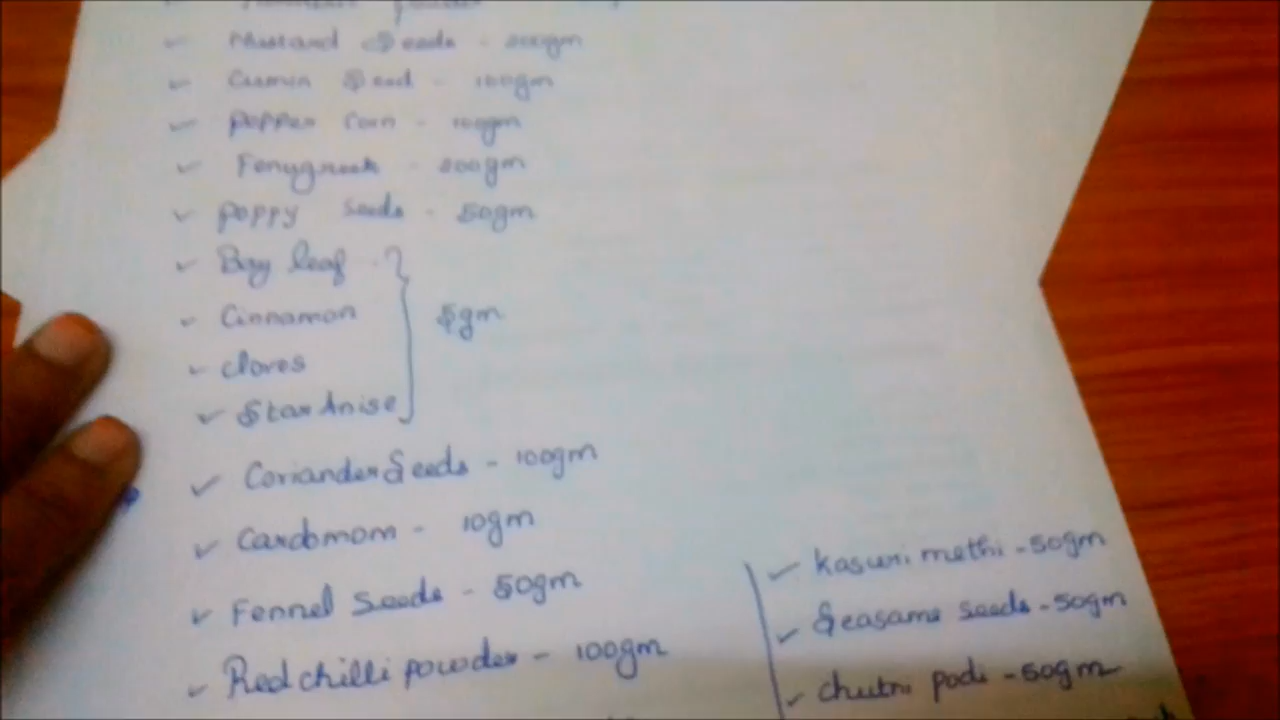 Mustard Seeds - 200gm
Cumin Seed - 100gm
Pepper Corn - 100gm
Fenygreek - 200gm
Poppy Seeds - 50gm
Bay leaf
Cinnamon
5gm
cloves
Star Anise
Coriander Seeds - 100gm
Cardomom - 10gm
Fennel Seeds - 50gm
Red chilli powder - 100gm
kasuri methi - 50gm
Seasame seeds - 50gm
chutni podi - 50gm